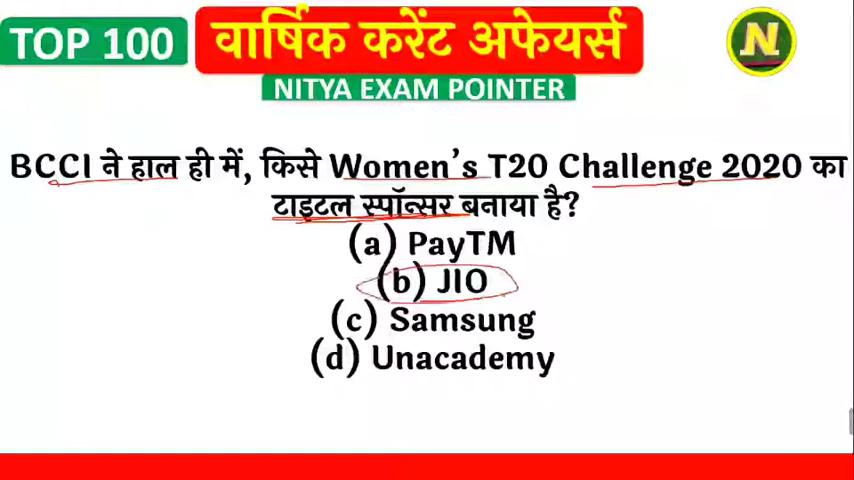 TOP 100
वार्षिक करेंट अफेयर्स
N
NITYA EXAM POINTER
BCCI ने हाल ही में, किसे Women's T20 Challenge 2020 का
टाइटल स्पॉन्सर बनाया है?
(a) PayTM
(b) JIO
(c) Samsung
(d) Unacademy